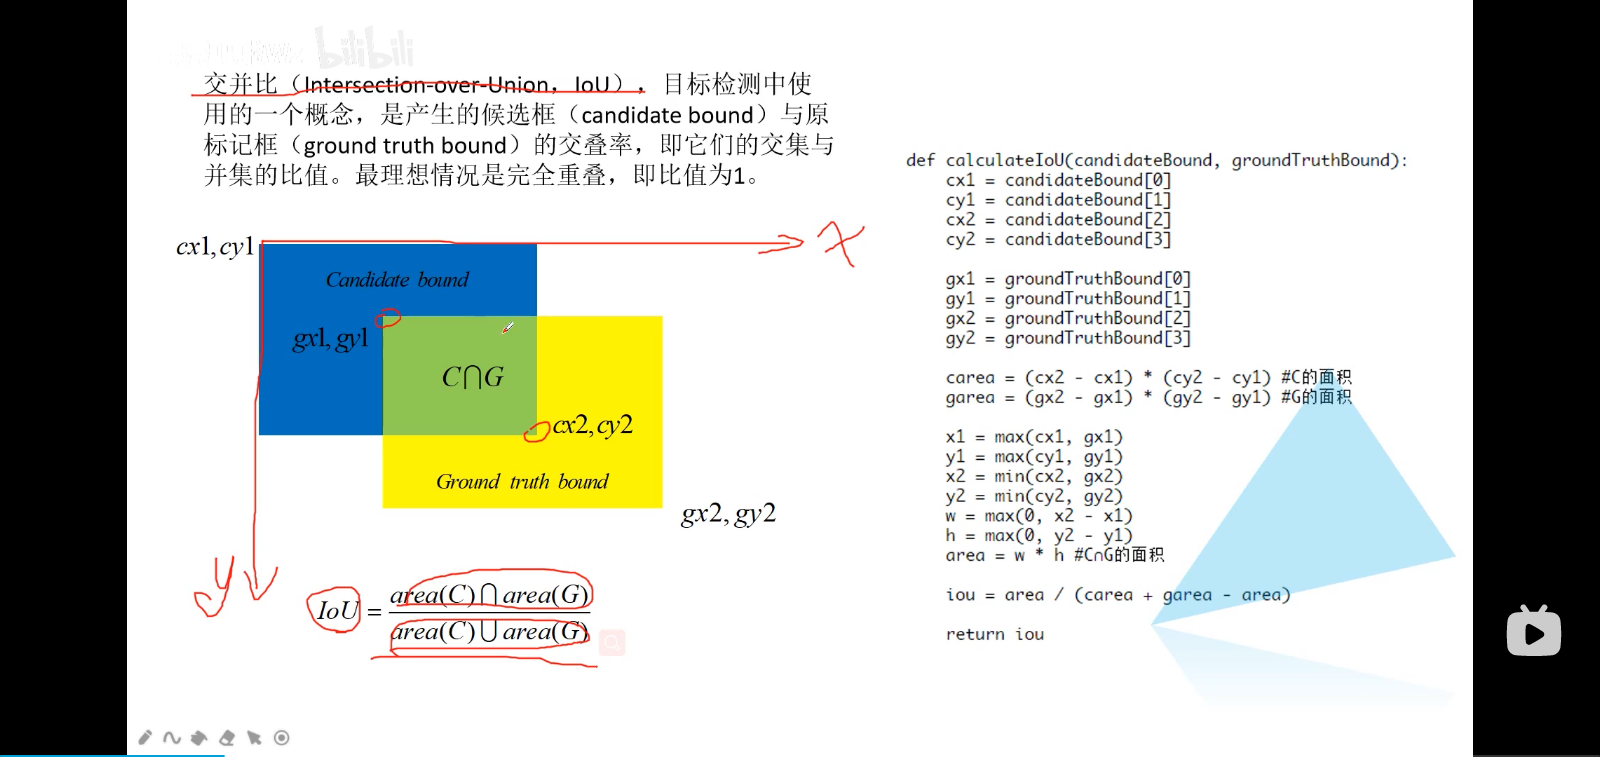 bilibili
交并比（Intersection-over-Union，IoU），目标检测中使
用的一个概念，是产生的候选框（candidate bound）与原
标记框（ground truth bound）的交叠率，即它们的交集与
并集的比值。最理想情况是完全重叠，即比值为1。
cx1, cy1
X
Candidate bound
gx1, gy1
C⋂G
cx2, cy2
Ground truth bound
gx2, gy2
y
IoU = area(C)⋂area(G)
area(C)⋃area(G)
def calculateIoU(candidateBound, groundTruthBound):
cx1 = candidateBound[0]
cy1 = candidateBound[1]
cx2 = candidateBound[2]
cy2 = candidateBound[3]
gx1 = groundTruthBound[0]
gy1 = groundTruthBound[1]
gx2 = groundTruthBound[2]
gy2 = groundTruthBound[3]
carea = (cx2 - cx1) * (cy2 - cy1) #C的面积
garea = (gx2 - gx1) * (gy2 - gy1) #G的面积
x1 = max(cx1, gx1)
y1 = max(cy1, gy1)
x2 = min(cx2, gx2)
y2 = min(cy2, gy2)
w = max(0, x2 - x1)
h = max(0, y2 - y1)
area = w * h #C∩G的面积
iou = area / (carea + garea - area)
return iou